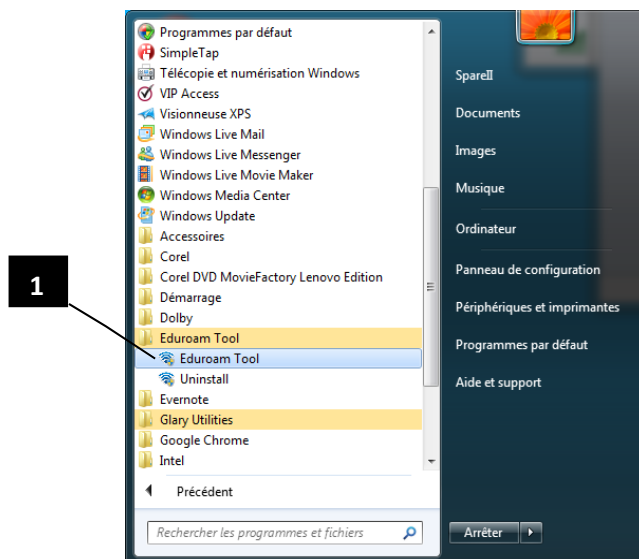 Programmes par défaut
SimpleTap
Télécopie et numérisation Windows
VIP Access
Visionneuse XPS
Windows Live Mail
Windows Live Messenger
Windows Live Movie Maker
Windows Media Center
Windows Update
Accessoires
Corel
Corel DVD MovieFactory Lenovo Edition
Démarrage
Dolby
Eduroam Tool
Eduroam Tool
Uninstall
Evernote
Glary Utilities
Google Chrome
Intel
Précédent
Rechercher les programmes et fichiers
1
SpareII
Documents
Images
Musique
Ordinateur
Panneau de configuration
Périphériques et imprimantes
Programmes par défaut
Aide et support
Arrêter